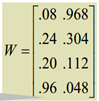 .08 .968
.24 .304
W = .20 .112
.96 .048